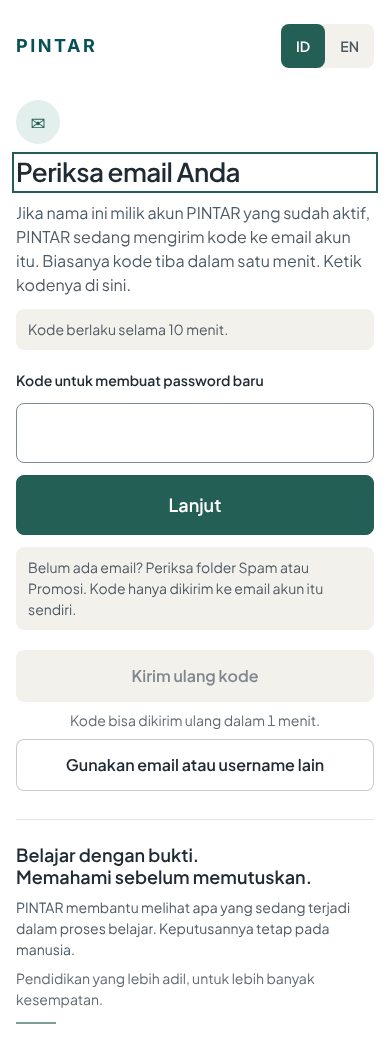 PINTAR
ID EN
Periksa email Anda
Jika nama ini milik akun PINTAR yang sudah aktif,
PINTAR sedang mengirim kode ke email akun
itu. Biasanya kode tiba dalam satu menit. Ketik
kodenya di sini.
Kode berlaku selama 10 menit.
Kode untuk membuat password baru
Lanjut
Belum ada email? Periksa folder Spam atau
Promosi. Kode hanya dikirim ke email akun itu
sendiri.
Kirim ulang kode
Kode bisa dikirim ulang dalam 1 menit.
Gunakan email atau username lain
Belajar dengan bukti.
Memahami sebelum memutuskan.
PINTAR membantu melihat apa yang sedang terjadi
dalam proses belajar. Keputusannya tetap pada
manusia.
Pendidikan yang lebih adil, untuk lebih banyak
kesempatan.